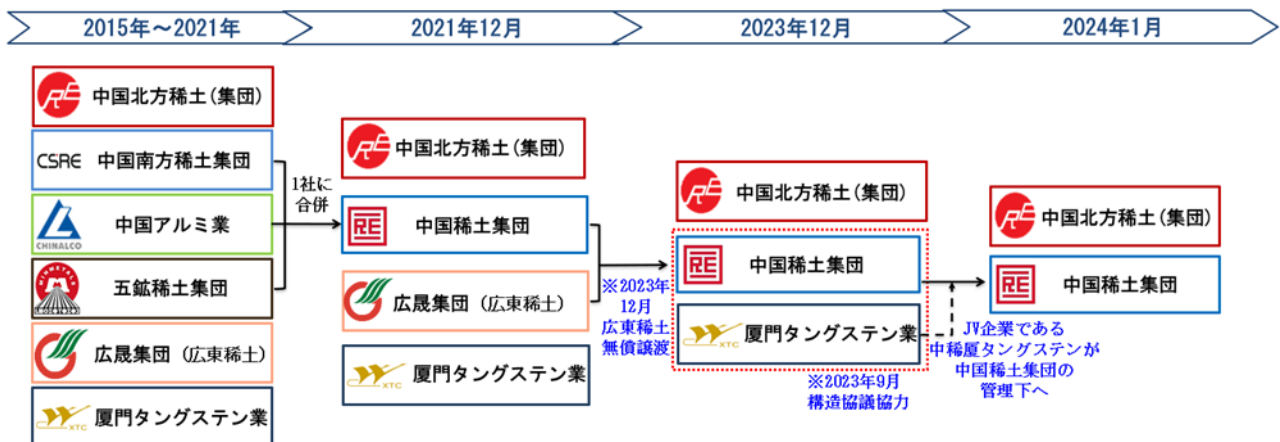 2015年～2021年
2021年12月
2023年12月
2024年1月
RE 中国北方稀土(集団)
CSRE 中国南方稀土集団
CHINALCO 中国アルミ業
MINMETALS 五鉱稀土集団
広晟集団（広東稀土）
XTC 厦門タングステン業
1社に
合併
RE 中国北方稀土(集団)
RE 中国稀土集団
広晟集団（広東稀土）
XTC 厦門タングステン業
※2023年
12月
広東稀土
無償譲渡
RE 中国北方稀土(集団)
RE 中国稀土集団
XTC 厦門タングステン業
※2023年9月
構造協議協力
RE 中国北方稀土(集団)
RE 中国稀土集団
JV企業である
中稀厦タングステンが
中国稀土集団の
管理下へ